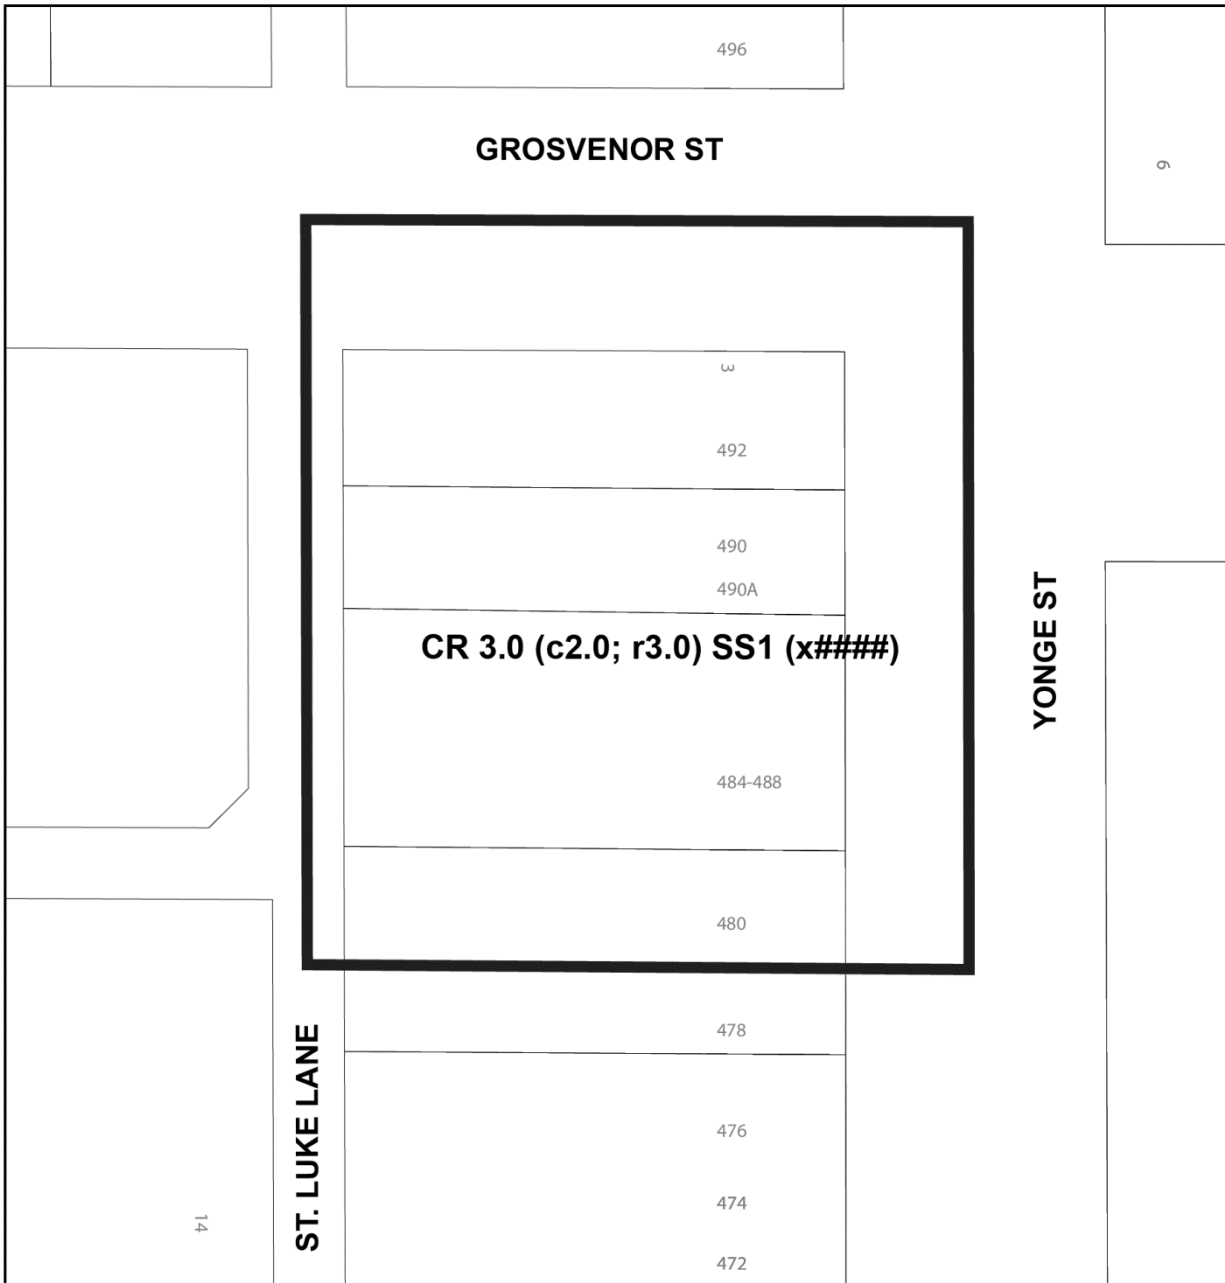 496
GROSVENOR ST
6
3
492
490
490A
CR 3.0 (c2.0; r3.0) SS1 (x####)
YONGE ST
484-488
480
478
ST. LUKE LANE
476
474
14
472